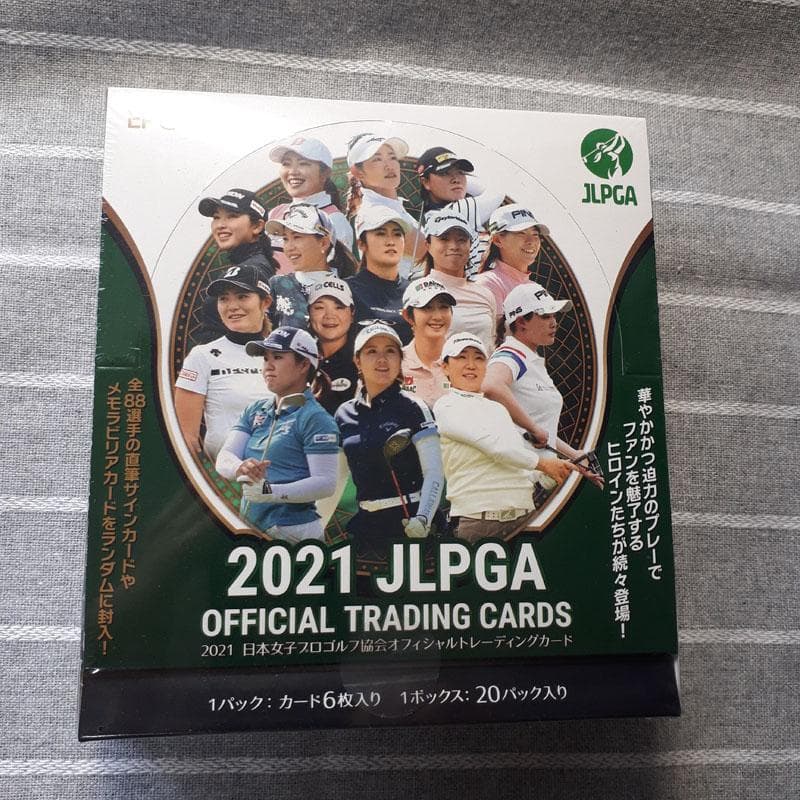 JLPGA
PING
CELLS
PING
全88選手の直筆サインカードや
メモラビリアカードをランダムに封入!
華やかかつ迫力のプレーで
ファンを魅了する
ヒロインたちが続々登場!
2021 JLPGA
OFFICIAL TRADING CARDS
2021 日本女子プロゴルフ協会オフィシャルトレーディングカード
1パック:カード6枚入り 1ボックス:20パック入り